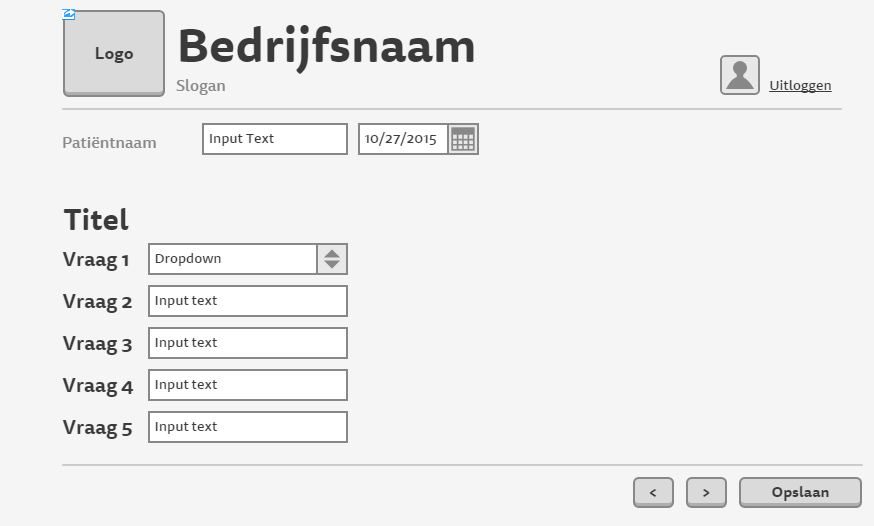 Logo
Bedrijfsnaam
Slogan
Uitloggen
Patiëntnaam Input Text 10/27/2015
Titel
Vraag 1 Dropdown
Vraag 2 Input text
Vraag 3 Input text
Vraag 4 Input text
Vraag 5 Input text
< > Opslaan